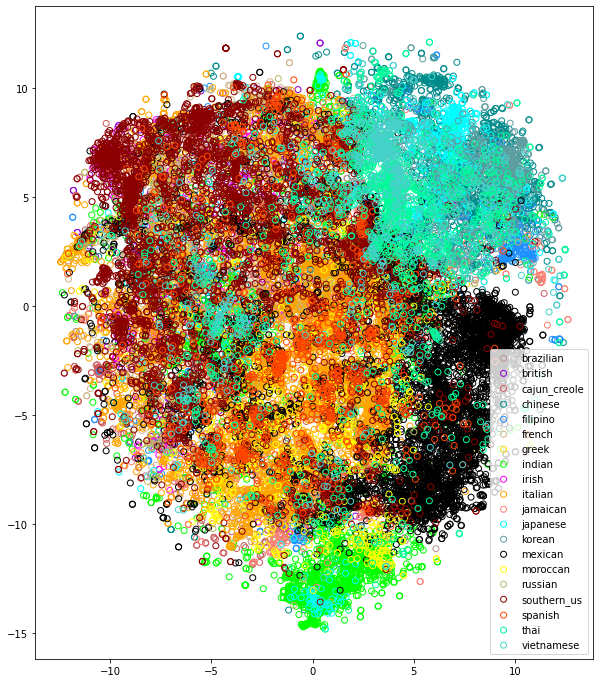 10
5
0
−5
−10
−15
−10
−5
0
5
10
brazilian
british
cajun_creole
chinese
filipino
french
greek
indian
irish
italian
jamaican
japanese
korean
mexican
moroccan
russian
southern_us
spanish
thai
vietnamese